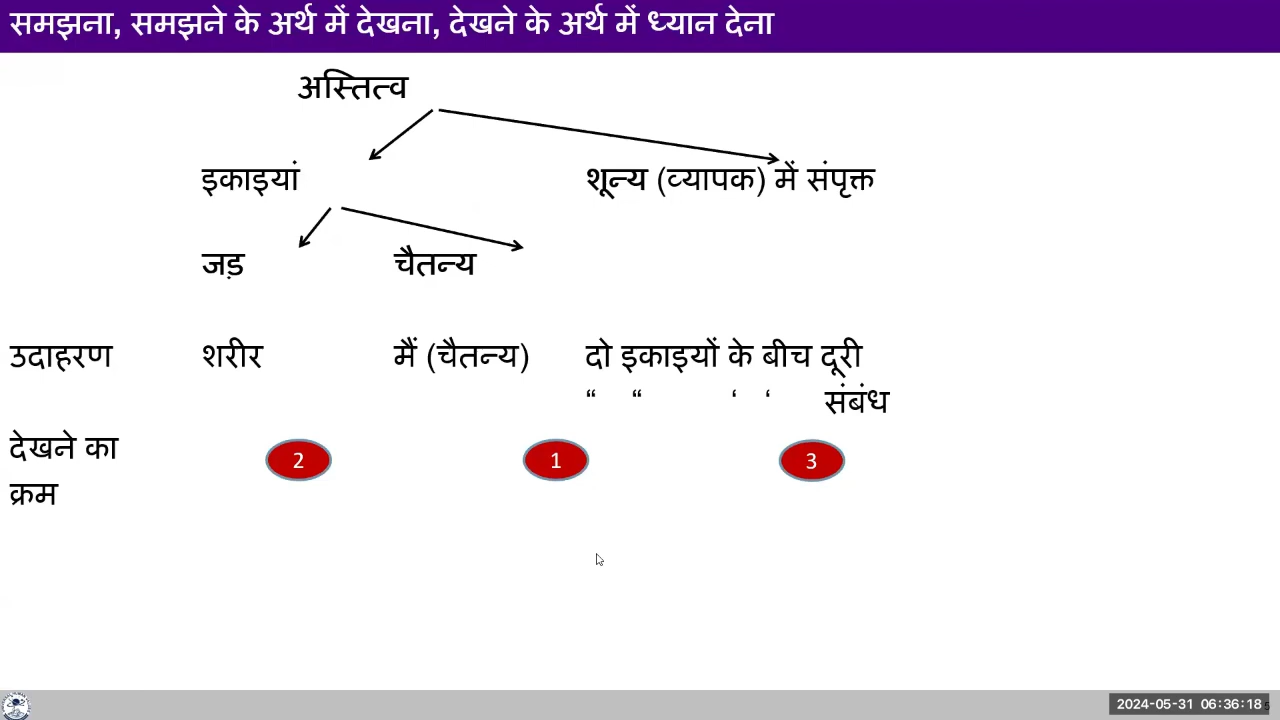 समझना, समझने के अर्थ में देखना, देखने के अर्थ में ध्यान देना
अस्तित्व
इकाइयां शून्य (व्यापक) में संपृक्त
जड़ चैतन्य
उदाहरण शरीर मैं (चैतन्य) दो इकाइयों के बीच दूरी
“ “ ‘ ‘ संबंध
देखने का
क्रम
2 1 3
2024-05-31 06:36:18
5